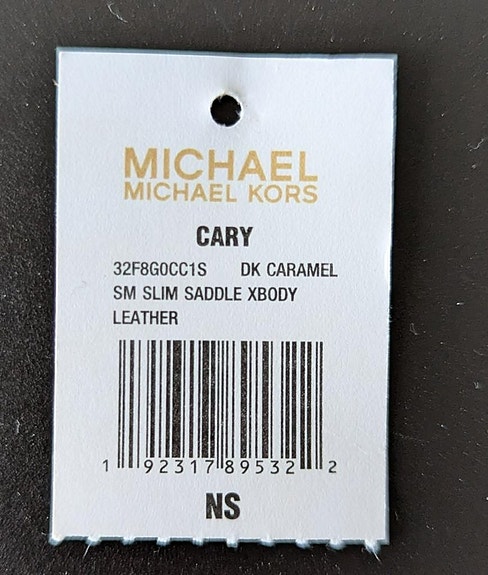 MICHAEL
MICHAEL KORS
CARY
32F8G0CC1S DK CARAMEL
SM SLIM SADDLE XBODY
LEATHER
1 92317 89532 2
NS